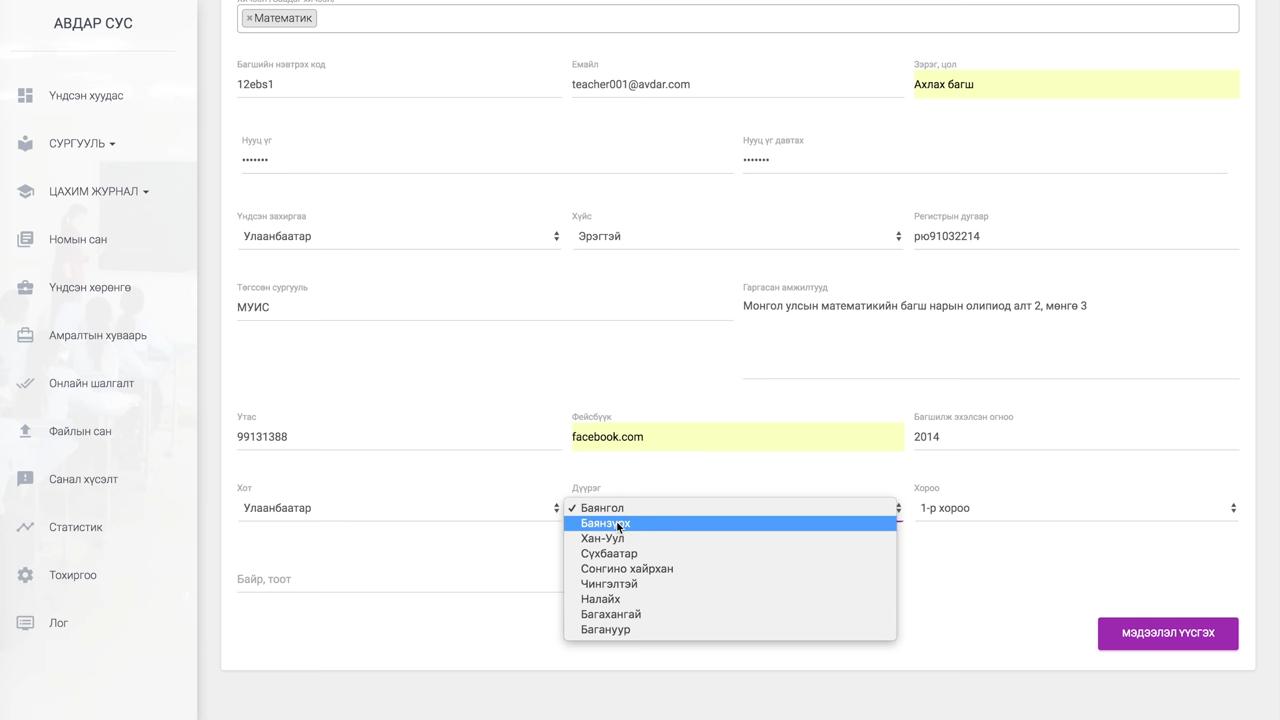 АВДАР СУС
Үндсэн хуудас
СУРГУУЛЬ
ЦАХИМ ЖУРНАЛ
Номын сан
Үндсэн хөрөнгө
Амралтын хуваарь
Онлайн шалгалт
Файлын сан
Санал хүсэлт
Статистик
Тохиргоо
Лог
×Математик
Багшийн нэвтрэх код
Емайл
Зэрэг, цол
12ebs1
teacher001@avdar.com
Ахлах багш
Нууц үг
Нууц үг давтах
•••••••
•••••••
Үндсэн захиргаа
Хүйс
Регистрын дугаар
Улаанбаатар
Эрэгтэй
рю91032214
Төгссөн сургууль
Гаргасан амжилтууд
МУИС
Монгол улсын математикийн багш нарын олипиод алт 2, мөнгө 3
Утас
Фейсбүүк
Багшилж эхэлсэн огноо
99131388
facebook.com
2014
Хот
Дүүрэг
Хороо
Улаанбаатар
✓ Баянгол
1-р хороо
Баянзүрх
Хан-Уул
Сүхбаатар
Сонгино хайрхан
Чингэлтэй
Налайх
Багахангай
Багануур
Байр, тоот
МЭДЭЭЛЭЛ ҮҮСГЭХ